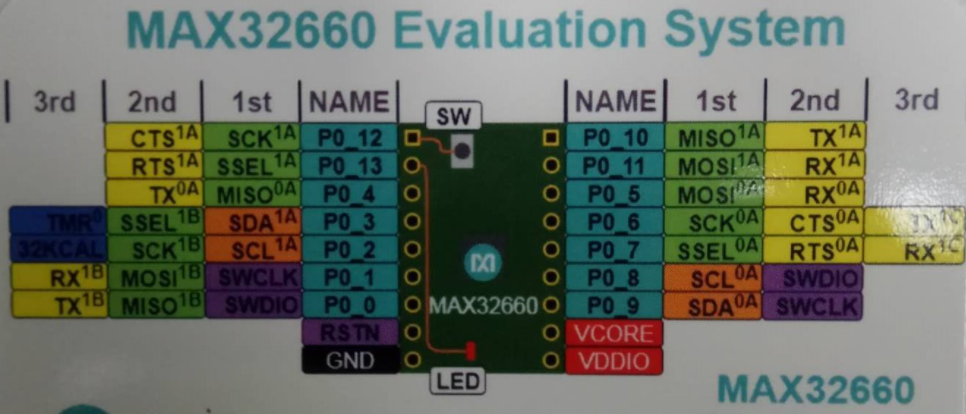 MAX32660 Evaluation System
3rd 2nd 1st NAME NAME 1st 2nd 3rd
SW
CTS1A SCK1A P0_12 P0_10 MISO1A TX1A
RTS1A SSEL1A P0_13 P0_11 MOSI1A RX1A
TX0A MISO0A P0_4 P0_5 MOSI0A RX0A
TMR0 SSEL1B SDA1A P0_3 P0_6 SCK0A CTS0A TX1C
32KCAL SCK1B SCL1A P0_2 P0_7 SSEL0A RTS0A RX1C
RX1B MOSI1B SWCLK P0_1 P0_8 SCL0A SWDIO
TX1B MISO1B SWDIO P0_0 MAX32660 P0_9 SDA0A SWCLK
RSTN VCORE
GND VDDIO
LED
MAX32660